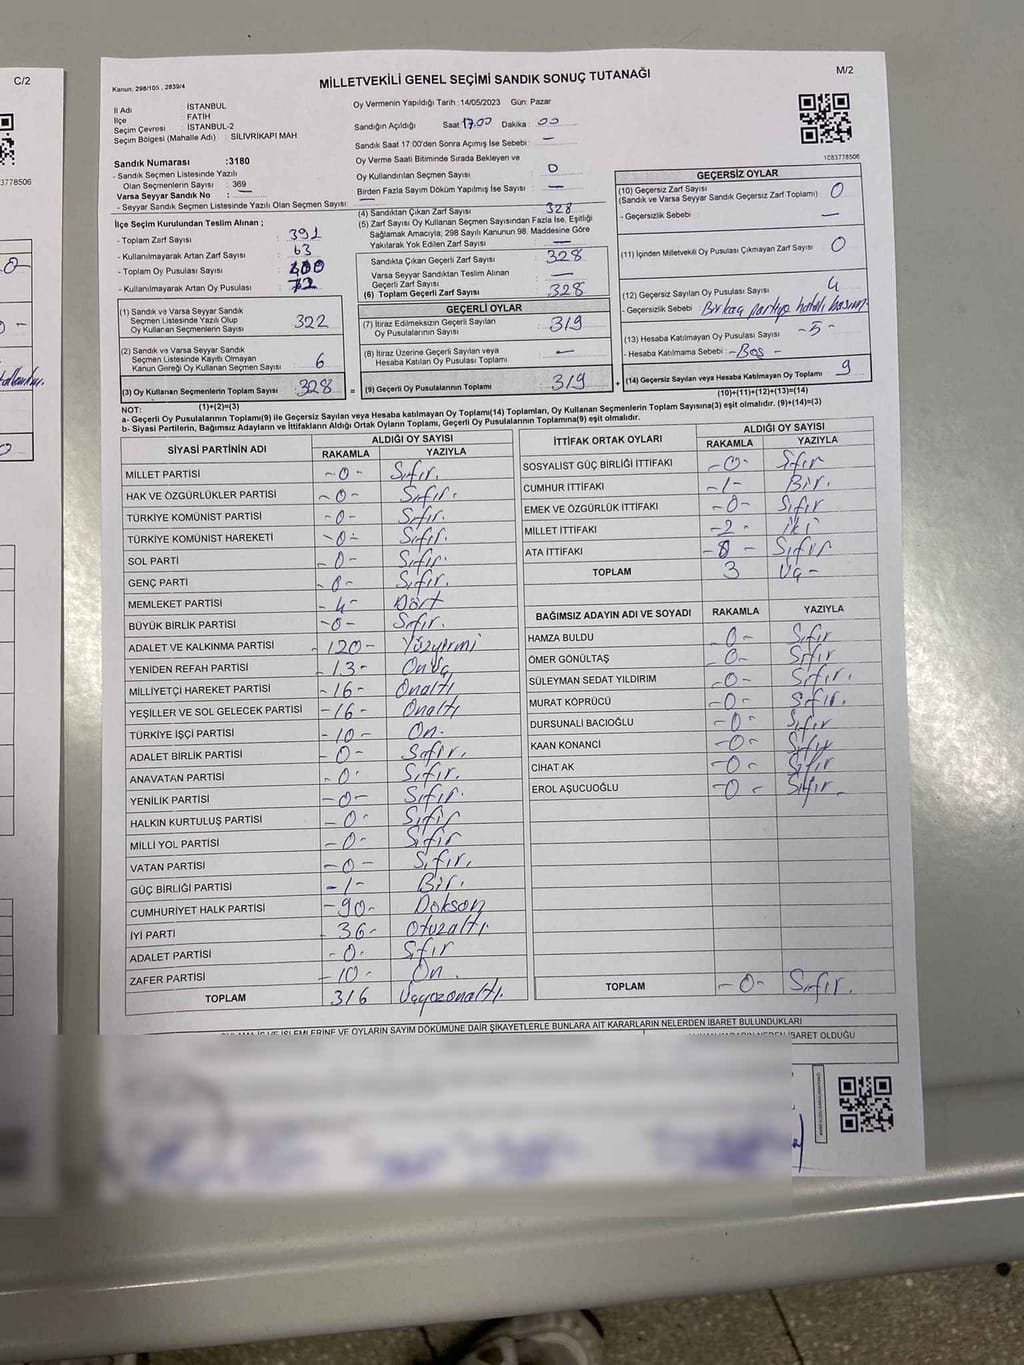 C/2
3778506
Kanun: 298/105 , 2839/4
MİLLETVEKİLİ GENEL SEÇİMİ SANDIK SONUÇ TUTANAĞI
M/2
İl Adı İSTANBUL
İlçe FATİH
Seçim Çevresi İSTANBUL-2
Seçim Bölgesi (Mahalle Adı) : SİLİVRİKAPI MAH
Sandık Numarası :3180
- Sandık Seçmen Listesinde Yazılı
Olan Seçmenlerin Sayısı : 369
Varsa Seyyar Sandık No : —
- Seyyar Sandık Seçmen Listesinde Yazılı Olan Seçmen Sayısı: —
Oy Vermenin Yapıldığı Tarih :14/05/2023 Gün: Pazar
Sandığın Açıldığı Saat: 17.00 Dakika : 00
Sandık Saat 17:00'den Sonra Açımış İse Sebebi : —
Oy Verme Saati Bitiminde Sırada Bekleyen ve
Oy Kullandırılan Seçmen Sayısı : 0
Birden Fazla Sayım Döküm Yapılmış İse Sayısı : —
1083778506
İlçe Seçim Kurulundan Teslim Alınan ;
- Toplam Zarf Sayısı : 391
- Kullanılmayarak Artan Zarf Sayısı : 63
- Toplam Oy Pusulası Sayısı : 400
- Kullanılmayarak Artan Oy Pusulası : 72
(4) Sandıktan Çıkan Zarf Sayısı : 328
(5) Zarf Sayısı Oy Kullanan Seçmen Sayısından Fazla İse, Eşitliği
Sağlamak Amacıyla; 298 Sayılı Kanunun 98. Maddesine Göre
Yakılarak Yok Edilen Zarf Sayısı : —
Sandıkta Çıkan Geçerli Zarf Sayısı : 328
Varsa Seyyar Sandıktan Teslim Alınan
Geçerli Zarf Sayısı : —
(6) Toplam Geçerli Zarf Sayısı : 328
GEÇERSİZ OYLAR
(10) Geçersiz Zarf Sayısı
(Sandık ve Varsa Seyyar Sandık Geçersiz Zarf Toplamı) : 0
- Geçersizlik Sebebi : —
(11) İçinden Milletvekili Oy Pusulası Çıkmayan Zarf Sayısı : 0
(12) Geçersiz Sayılan Oy Pusulası Sayısı : 4
- Geçersizlik Sebebi : Birkaç partiye hatalı basım
(13) Hesaba Katılmayan Oy Pusulası Sayısı : -5-
- Hesaba Katılmama Sebebi : -Boş-
(14) Geçersiz Sayılan veya Hesaba Katılmayan Oy Toplamı : 9
(10)+(11)+(12)+(13)=(14)
(1) Sandık ve Varsa Seyyar Sandık
Seçmen Listesinde Yazılı Olup
Oy Kullanan Seçmenlerin Sayısı : 322
(2) Sandık ve Varsa Seyyar Sandık
Seçmen Listesinde Kayıtlı Olmayan
Kanun Gereği Oy Kullanan Seçmen Sayısı : 6
(3) Oy Kullanan Seçmenlerin Toplam Sayısı : 328
(1)+(2)=(3)
GEÇERLİ OYLAR
(7) İtiraz Edilmeksizin Geçerli Sayılan
Oy Pusulalarının Sayısı : 319
(8) İtiraz Üzerine Geçerli Sayılan veya
Hesaba Katılan Oy Pusulası Toplamı : —
= (9) Geçerli Oy Pusulalarının Toplamı : 319 +
NOT:
a- Geçerli Oy Pusulalarının Toplamı(9) ile Geçersiz Sayılan veya Hesaba katılmayan Oy Toplamı(14) Toplamları, Oy Kullanan Seçmenlerin Toplam Sayısına(3) eşit olmalıdır. (9)+(14)=(3)
b- Siyasi Partilerin, Bağımsız Adayların ve İttifakların Aldığı Ortak Oyların Toplamı, Geçerli Oy Pusulalarının Toplamına(9) eşit olmalıdır.
SİYASİ PARTİNİN ADI ALDIĞI OY SAYISI
RAKAMLA YAZIYLA
MİLLET PARTİSİ -0- Sıfır.
HAK VE ÖZGÜRLÜKLER PARTİSİ -0- Sıfır.
TÜRKİYE KOMÜNİST PARTİSİ -0- Sıfır.
TÜRKİYE KOMÜNİST HAREKETİ -0- Sıfır.
SOL PARTİ -0- Sıfır.
GENÇ PARTİ -0- Sıfır.
MEMLEKET PARTİSİ -4- Dört
BÜYÜK BİRLİK PARTİSİ -0- Sıfır.
ADALET VE KALKINMA PARTİSİ -120- Yüzyirmi
YENİDEN REFAH PARTİSİ -13- Onüç
MİLLİYETÇİ HAREKET PARTİSİ -16- Onaltı
YEŞİLLER VE SOL GELECEK PARTİSİ -16- Onaltı
TÜRKİYE İŞÇİ PARTİSİ -10- On.
ADALET BİRLİK PARTİSİ -0- Sıfır.
ANAVATAN PARTİSİ -0- Sıfır.
YENİLİK PARTİSİ -0- Sıfır.
HALKIN KURTULUŞ PARTİSİ -0- Sıfır
MİLLİ YOL PARTİSİ -0- Sıfır
VATAN PARTİSİ -0- Sıfır.
GÜÇ BİRLİĞİ PARTİSİ -1- Bir.
CUMHURİYET HALK PARTİSİ -90- Doksan
İYİ PARTİ 36- Otuzaltı
ADALET PARTİSİ -0- Sıfır
ZAFER PARTİSİ -10- On.
TOPLAM 316 Üçyüzonaltı.
İTTİFAK ORTAK OYLARI ALDIĞI OY SAYISI
RAKAMLA YAZIYLA
SOSYALİST GÜÇ BİRLİĞİ İTTİFAKI -0- Sıfır
CUMHUR İTTİFAKI -1- Bir.
EMEK VE ÖZGÜRLÜK İTTİFAKI -0- Sıfır
MİLLET İTTİFAKI -2- İki
ATA İTTİFAKI -0- Sıfır
TOPLAM 3 Üç-
BAĞIMSIZ ADAYIN ADI VE SOYADI RAKAMLA YAZIYLA
HAMZA BULDU -0- Sıfır
ÖMER GÖNÜLTAŞ -0- Sıfır
SÜLEYMAN SEDAT YILDIRIM -0- Sıfır.
MURAT KÖPRÜCÜ -0- Sıfır.
DURSUNALİ BACIOĞLU -0- Sıfır
KAAN KONANCİ -0- Sıfır
CİHAT AK -0- Sıfır
EROL AŞUCUOĞLU -0- Sıfır.
TOPLAM -0- Sıfır.
İŞLEMLERİNE VE OYLARIN SAYIM DÖKÜMÜNE DAİR ŞİKAYETLERLE BUNLARA AİT KARARLARIN NELERDEN İBARET BULUNDUKLARI
İBARET OLDUĞU